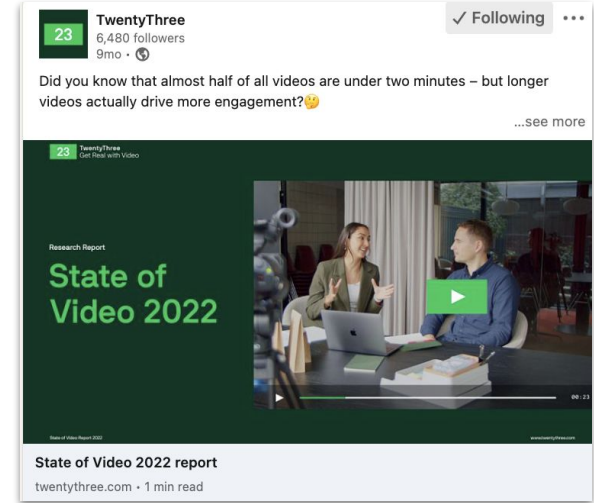 23
TwentyThree
6,480 followers
9mo •
✓ Following •••
Did you know that almost half of all videos are under two minutes – but longer
videos actually drive more engagement?🤔
...see more
23
TwentyThree
Get Real with Video
Research Report
State of
Video 2022
00:23
State of Video Report 2022
www.twentythree.com
State of Video 2022 report
twentythree.com • 1 min read